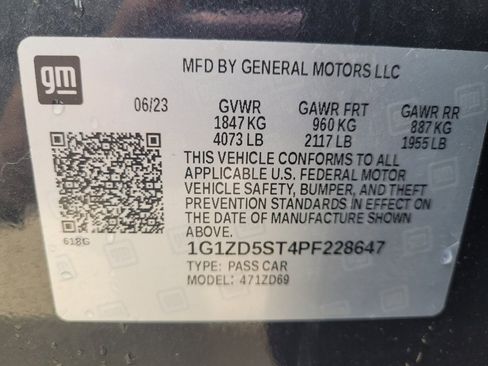 gm
MFD BY GENERAL MOTORS LLC
06/23 GVWR GAWR FRT GAWR RR
1847 KG 960 KG 887 KG
4073 LB 2117 LB 1955 LB
THIS VEHICLE CONFORMS TO ALL
APPLICABLE U.S. FEDERAL MOTOR
VEHICLE SAFETY, BUMPER, AND THEFT
PREVENTION STANDARDS IN EFFECT ON
THE DATE OF MANUFACTURE SHOWN
ABOVE.
618G
1G1ZD5ST4PF228647
TYPE: PASS CAR
MODEL: 471ZD69